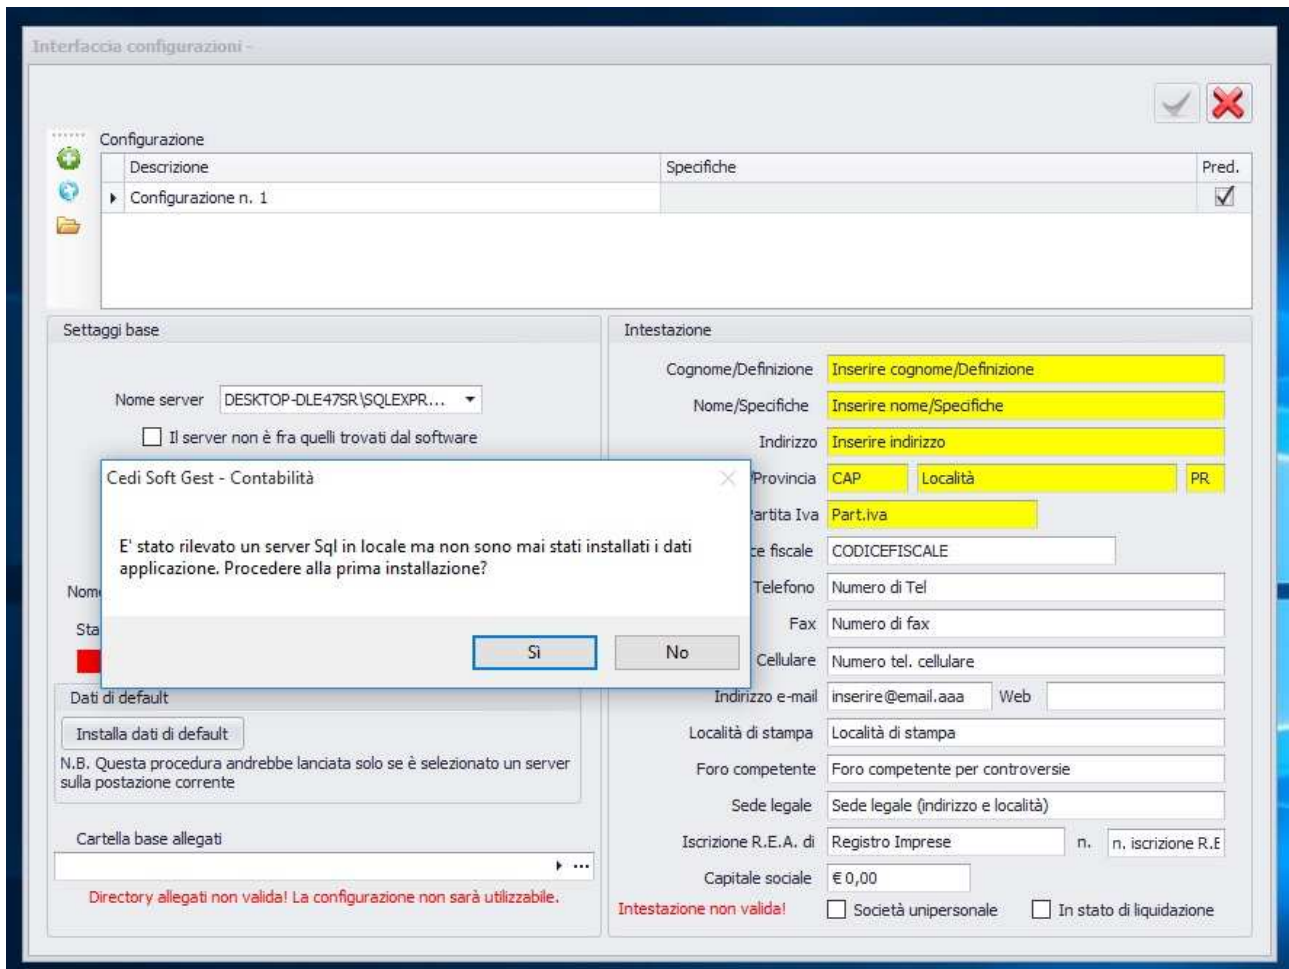 Interfaccia configurazioni -
Configurazione
Descrizione Specifiche Pred.
Configurazione n. 1
Settaggi base
Nome server DESKTOP-DLE47SR\SQLEXPR...
Il server non è fra quelli trovati dal software
Cedi Soft Gest - Contabilità
E' stato rilevato un server Sql in locale ma non sono mai stati installati i dati
applicazione. Procedere alla prima installazione?
Sì No
Dati di default
Installa dati di default
N.B. Questa procedura andrebbe lanciata solo se è selezionato un server
sulla postazione corrente
Cartella base allegati
...
Directory allegati non valida! La configurazione non sarà utilizzabile.
Intestazione
Cognome/Definizione Inserire cognome/Definizione
Nome/Specifiche Inserire nome/Specifiche
Indirizzo Inserire indirizzo
/Provincia CAP Località PR
Partita Iva Part.iva
ce fiscale CODICEFISCALE
Telefono Numero di Tel
Fax Numero di fax
Cellulare Numero tel. cellulare
Indirizzo e-mail inserire@email.aaa Web
Località di stampa Località di stampa
Foro competente Foro competente per controversie
Sede legale Sede legale (indirizzo e località)
Iscrizione R.E.A. di Registro Imprese n. n. iscrizione R.E
Capitale sociale € 0,00
Intestazione non valida! Società unipersonale In stato di liquidazione